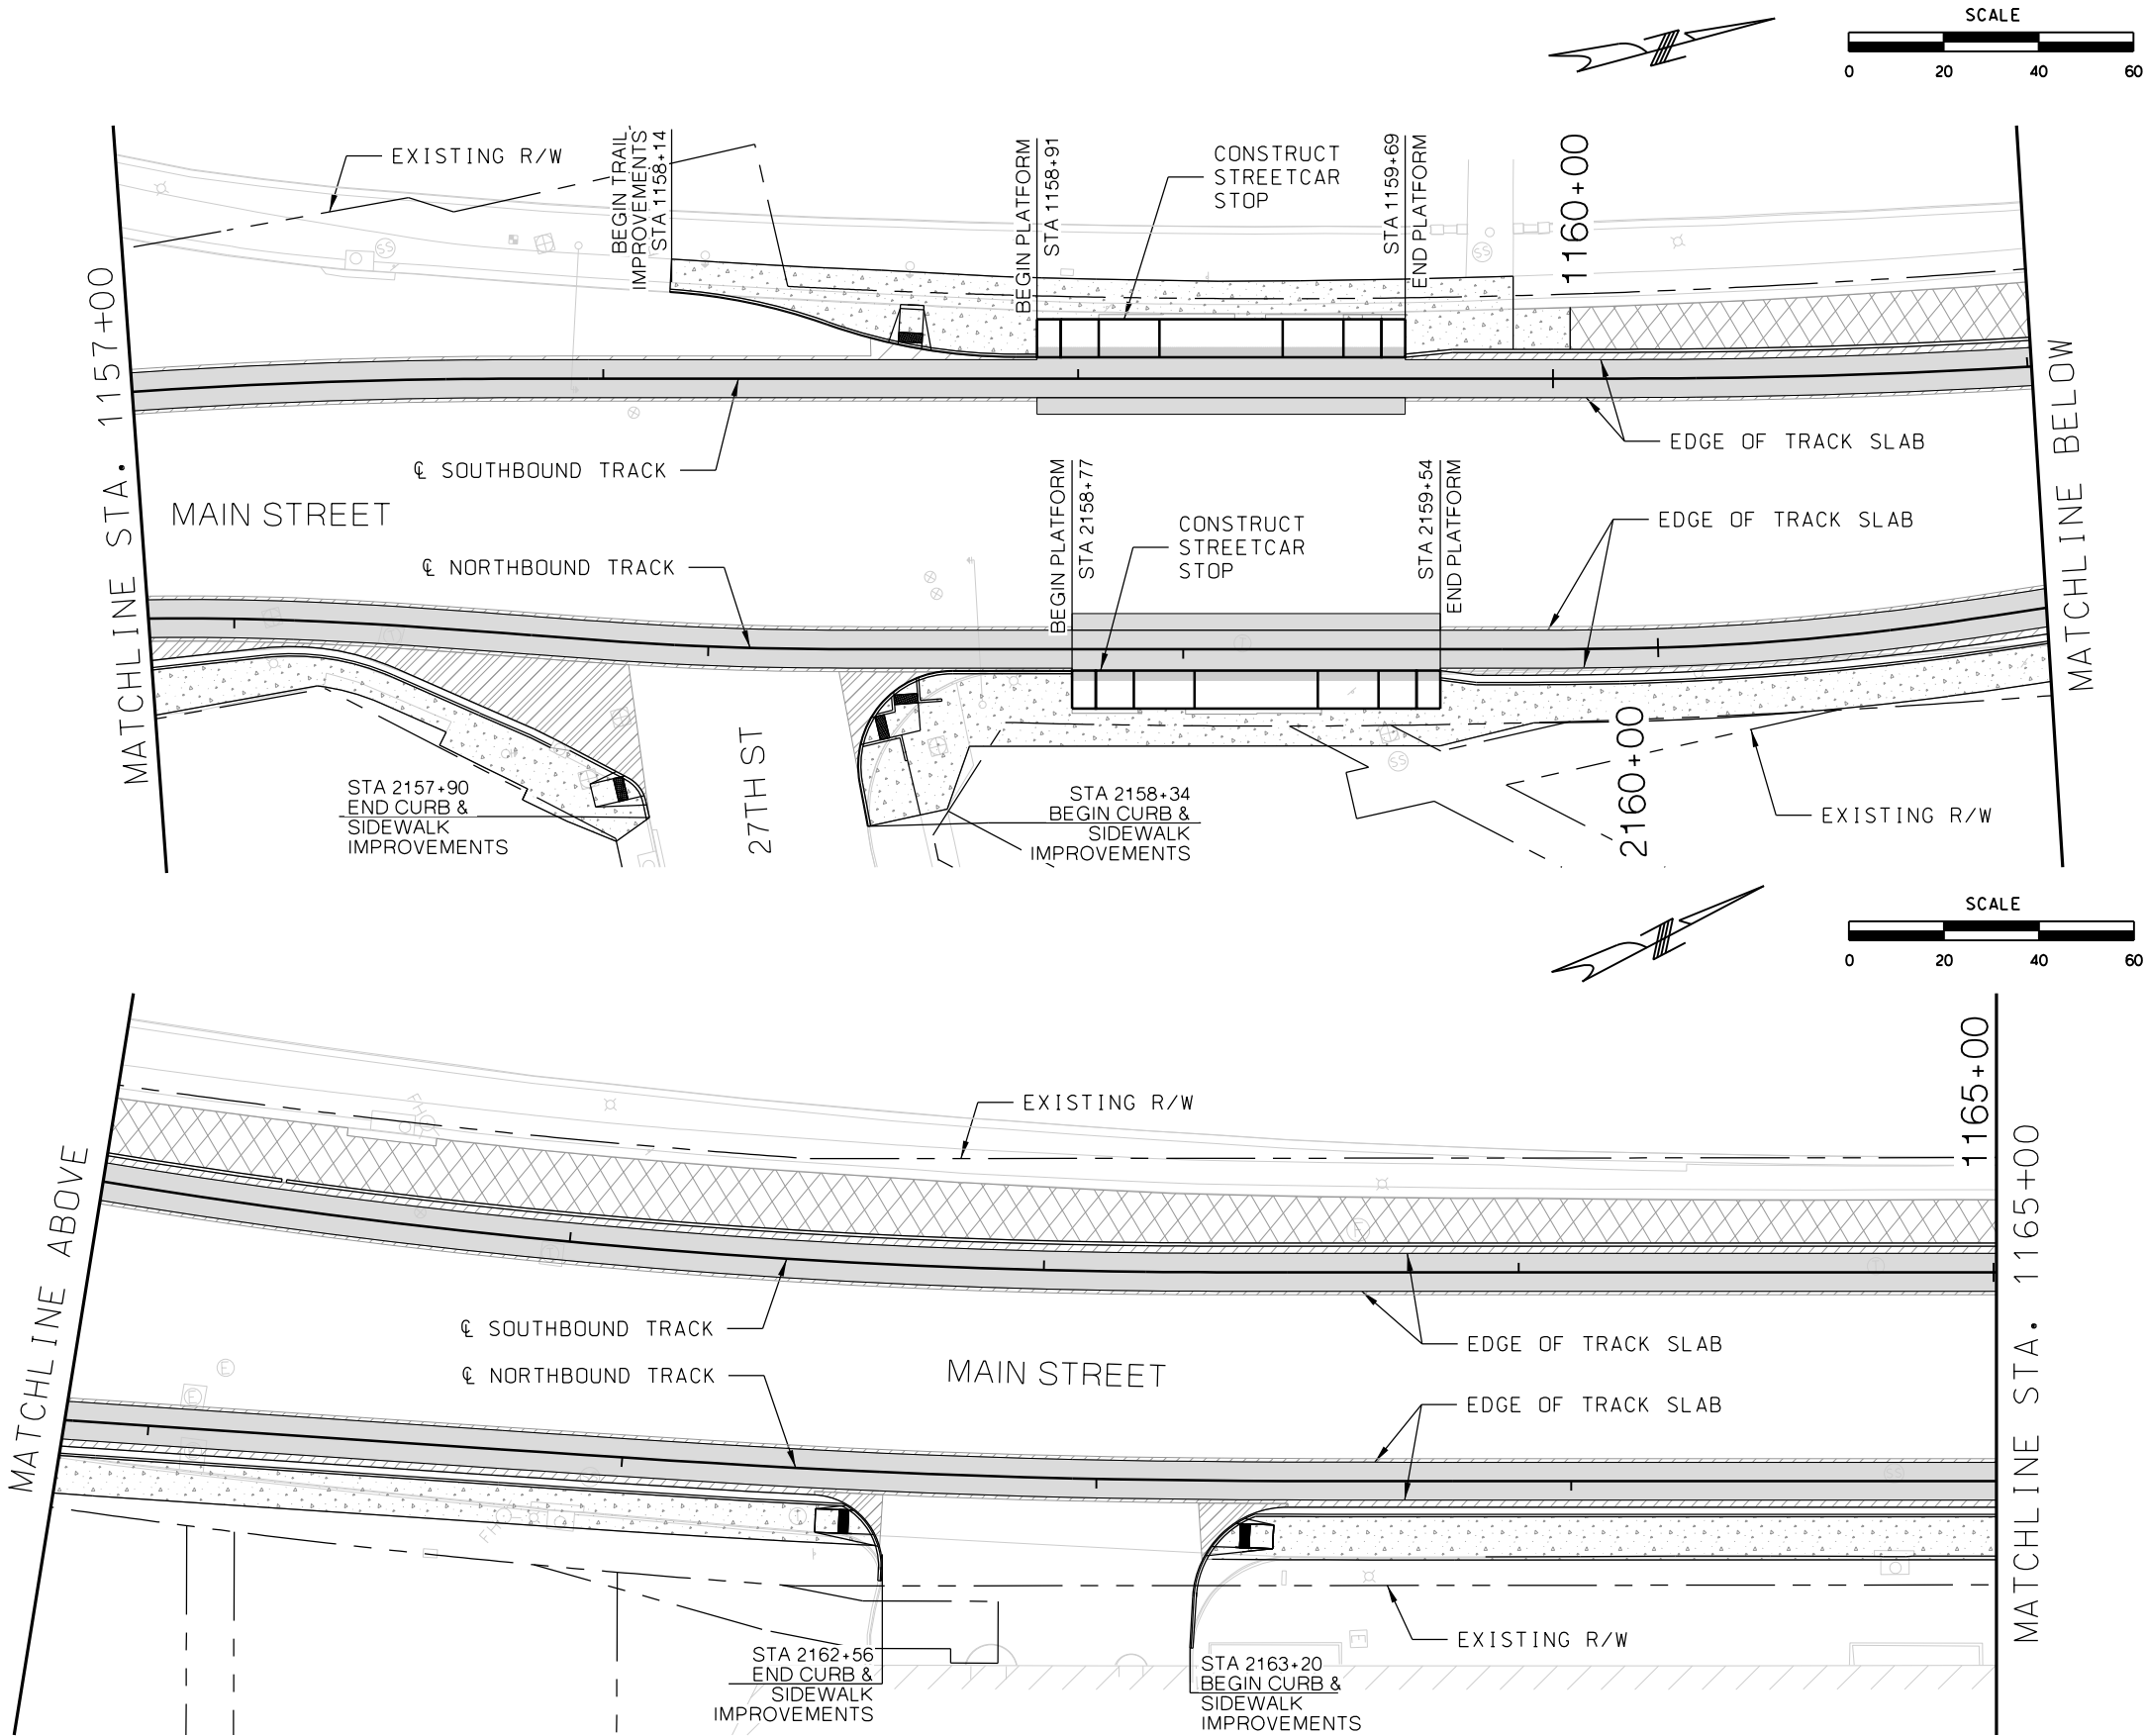 SCALE
0 20 40 60
EXISTING R/W
BEGIN TRAIL
IMPROVEMENTS
STA 1158+14
BEGIN PLATFORM
STA 1158+91
CONSTRUCT
STREETCAR
STOP
STA 1159+69
END PLATFORM
1160+00
SS
SS
MATCHLINE STA. 1157+00
MATCHLINE BELOW
EDGE OF TRACK SLAB
℄ SOUTHBOUND TRACK
MAIN STREET
BEGIN PLATFORM
STA 2158+77
CONSTRUCT
STREETCAR
STOP
STA 2159+54
END PLATFORM
EDGE OF TRACK SLAB
℄ NORTHBOUND TRACK
T
27TH ST
STA 2157+90
END CURB &
SIDEWALK
IMPROVEMENTS
STA 2158+34
BEGIN CURB &
SIDEWALK
IMPROVEMENTS
SS
2160+00
EXISTING R/W
SCALE
0 20 40 60
1165+00
EXISTING R/W
FHO
MATCHLINE ABOVE
MATCHLINE STA. 1165+00
℄ SOUTHBOUND TRACK
EDGE OF TRACK SLAB
MAIN STREET
℄ NORTHBOUND TRACK
E
E
EDGE OF TRACK SLAB
FHO
EXISTING R/W
E
STA 2162+56
END CURB &
SIDEWALK
IMPROVEMENTS
STA 2163+20
BEGIN CURB &
SIDEWALK
IMPROVEMENTS